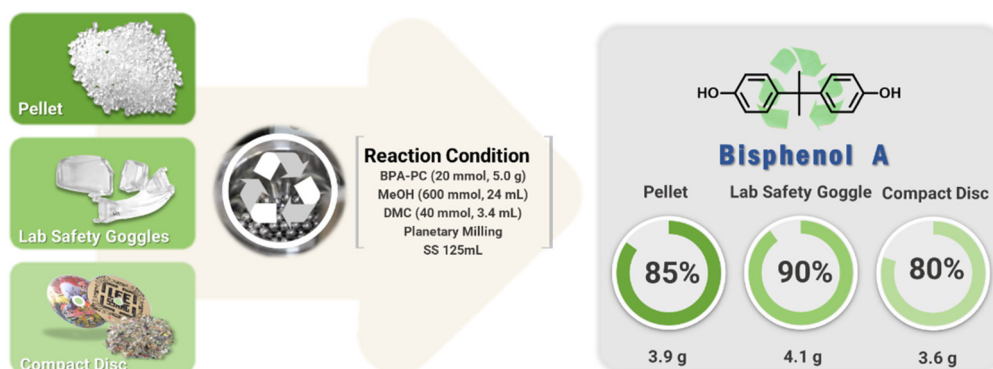 Pellet
Lab Safety Goggles
Compact Disc
Reaction Condition
BPA-PC (20 mmol, 5.0 g)
MeOH (600 mmol, 24 mL)
DMC (40 mmol, 3.4 mL)
Planetary Milling
SS 125mL
HO
OH
Bisphenol A
Pellet
Lab Safety Goggle
Compact Disc
85%
90%
80%
3.9 g
4.1 g
3.6 g